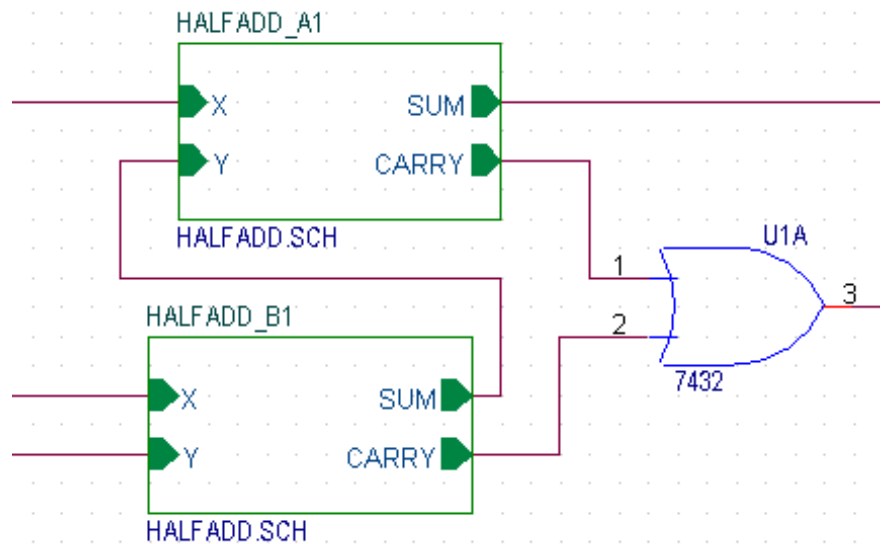 HALFADD_A1
X SUM
Y CARRY
HALFADD.SCH
U1A
1
3
2
7432
HALFADD_B1
X SUM
Y CARRY
HALFADD.SCH